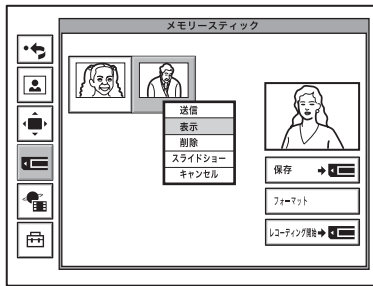 メモリースティック
送信
表示
削除
スライドショー
キャンセル
保存
フォーマット
レコーディング開始